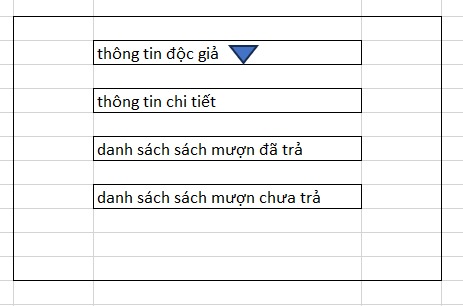 thông tin độc giả
thông tin chi tiết
danh sách sách mượn đã trả
danh sách sách mượn chưa trả